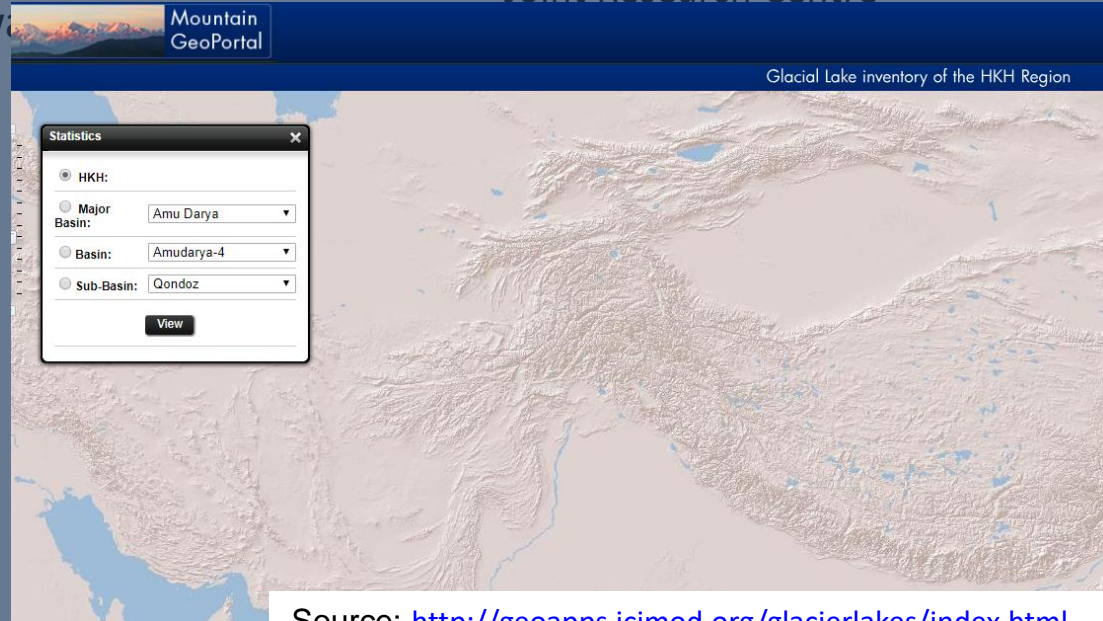 Mountain
GeoPortal
Glacial Lake inventory of the HKH Region
Statistics
HKH:
Major
Basin:
Amu Darya
Basin:
Amudarya-4
Sub-Basin:
Qondoz
View
Source: http://geoapps.icimod.org/glacierlakes/index.html